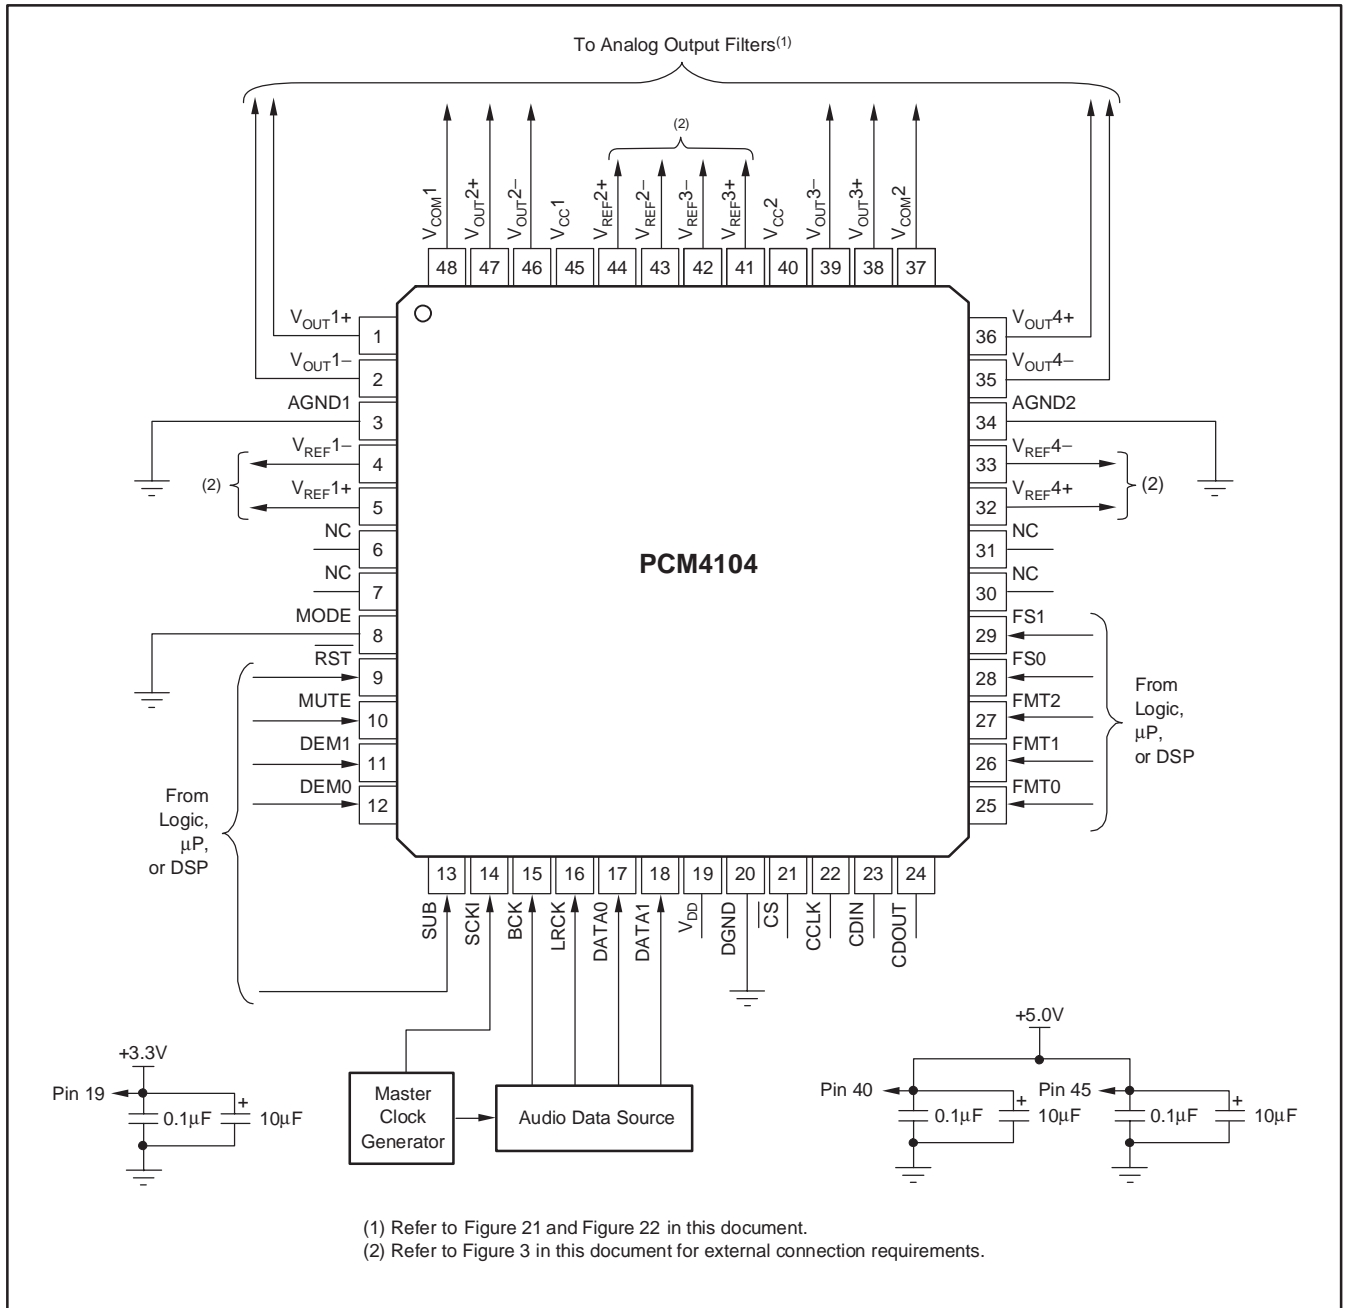 To Analog Output Filters(1)
(2)
VCOM1
VOUT2+
VOUT2−
VCC1
VREF2+
VREF2−
VREF3−
VREF3+
VCC2
VOUT3−
VOUT3+
VCOM2
48 47 46 45 44 43 42 41 40 39 38 37
VOUT1+ 1
VOUT1− 2
AGND1 3
VREF1− 4
(2)
VREF1+ 5
NC 6
NC 7
MODE 8
RST 9
MUTE 10
DEM1 11
DEM0 12
From
Logic,
μP,
or DSP
PCM4104
36 VOUT4+
35 VOUT4−
34 AGND2
33 VREF4−
(2)
32 VREF4+
31 NC
30 NC
29 FS1
28 FS0
27 FMT2
26 FMT1
25 FMT0
From
Logic,
μP,
or DSP
13 14 15 16 17 18 19 20 21 22 23 24
SUB
SCKI
BCK
LRCK
DATA0
DATA1
VDD
DGND
CS
CCLK
CDIN
CDOUT
+3.3V
Pin 19
+
0.1μF
10μF
Master
Clock
Generator
Audio Data Source
+5.0V
Pin 40
+
0.1μF
10μF
Pin 45
+
0.1μF
10μF
(1) Refer to Figure 21 and Figure 22 in this document.
(2) Refer to Figure 3 in this document for external connection requirements.